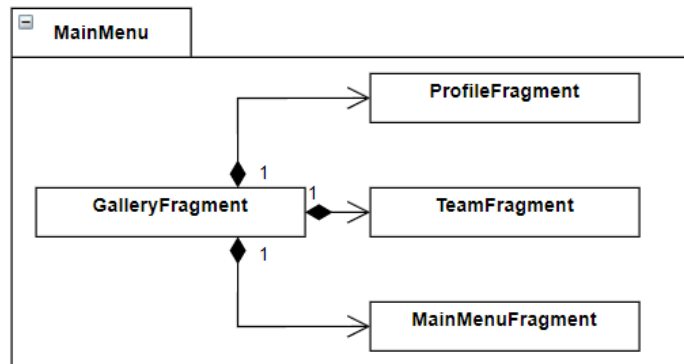 MainMenu
ProfileFragment
1
GalleryFragment
1
TeamFragment
1
MainMenuFragment